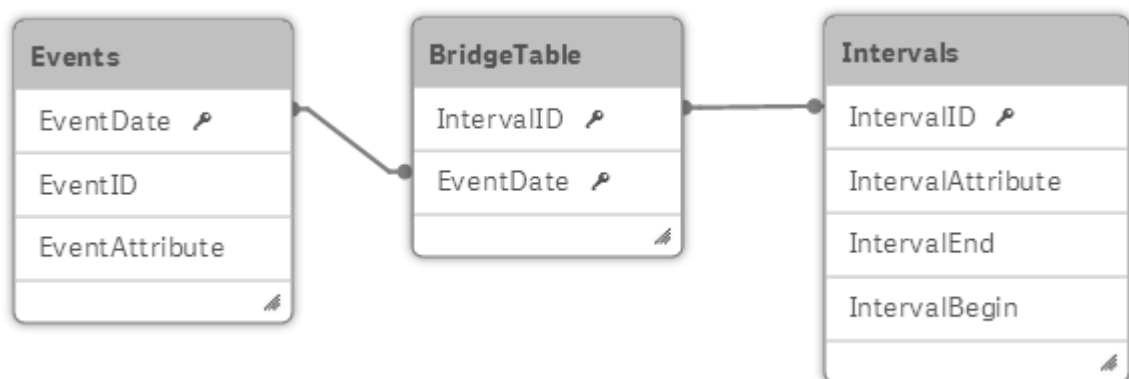 Events
EventDate
EventID
EventAttribute
BridgeTable
IntervalID
EventDate
Intervals
IntervalID
IntervalAttribute
IntervalEnd
IntervalBegin